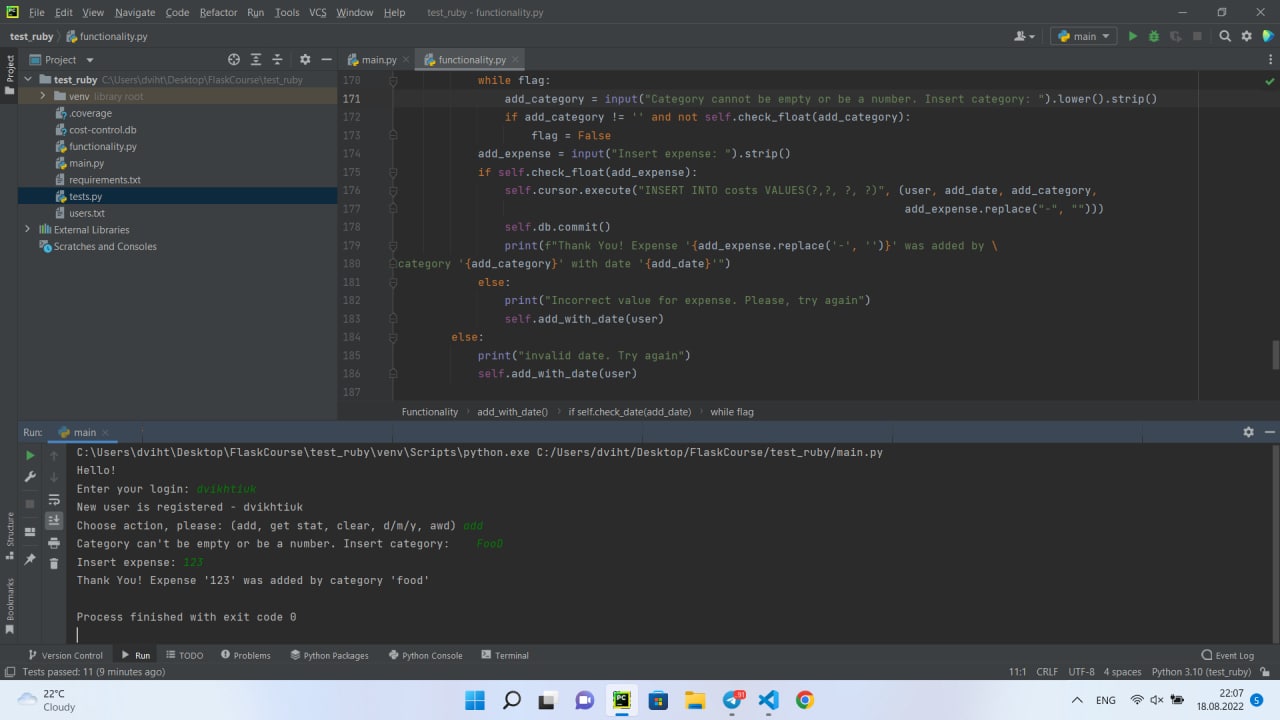 File Edit View Navigate Code Refactor Run Tools VCS Window Help test_ruby - functionality.py
test_ruby functionality.py main
Project
main.py functionality.py
Project
test_ruby C:\Users\dviht\Desktop\FlaskCourse\test_ruby
venv library root
.coverage
cost-control.db
functionality.py
main.py
requirements.txt
tests.py
users.txt
External Libraries
Scratches and Consoles
170 while flag:
171 add_category = input("Category cannot be empty or be a number. Insert category: ").lower().strip()
172 if add_category != '' and not self.check_float(add_category):
173 flag = False
174 add_expense = input("Insert expense: ").strip()
175 if self.check_float(add_expense):
176 self.cursor.execute("INSERT INTO costs VALUES(?,?, ?, ?)", (user, add_date, add_category,
177 add_expense.replace("-", "")))
178 self.db.commit()
179 print(f"Thank You! Expense '{add_expense.replace('-', '')}' was added by \
180 category '{add_category}' with date '{add_date}'")
181 else:
182 print("Incorrect value for expense. Please, try again")
183 self.add_with_date(user)
184 else:
185 print("invalid date. Try again")
186 self.add_with_date(user)
187
Functionality add_with_date() if self.check_date(add_date) while flag
Run: main
C:\Users\dviht\Desktop\FlaskCourse\test_ruby\venv\Scripts\python.exe C:/Users/dviht/Desktop/FlaskCourse/test_ruby/main.py
Hello!
Enter your login: dvikhtiuk
New user is registered - dvikhtiuk
Choose action, please: (add, get stat, clear, d/m/y, awd) add
Category can't be empty or be a number. Insert category: FooD
Insert expense: 123
Thank You! Expense '123' was added by category 'food'
Process finished with exit code 0
Structure
Bookmarks
Version Control Run TODO Problems Python Packages Python Console Terminal Event Log
Tests passed: 11 (9 minutes ago) 11:1 CRLF UTF-8 4 spaces Python 3.10 (test_ruby)
22°C
Cloudy
ENG
22:07
18.08.2022
5